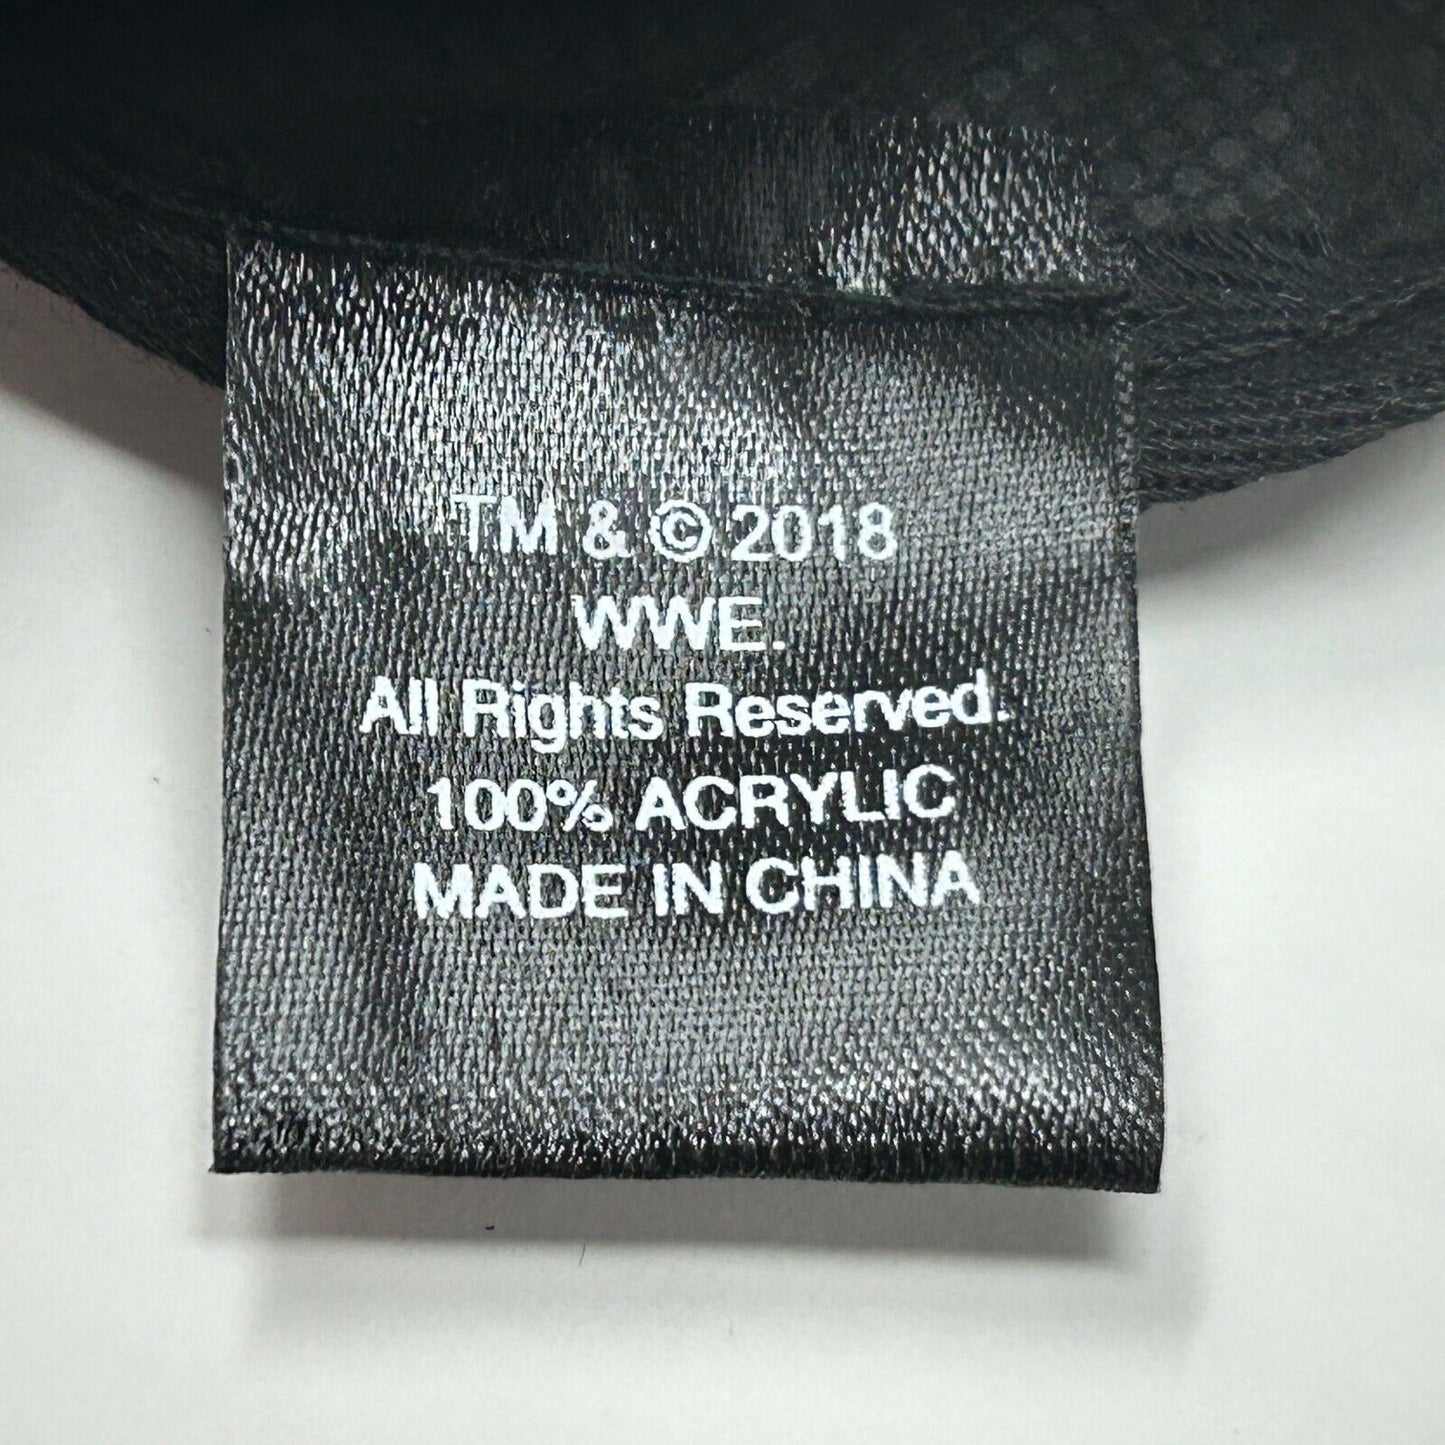 TM & © 2018
WWE.
All Rights Reserved.
100% ACRYLIC
MADE IN CHINA